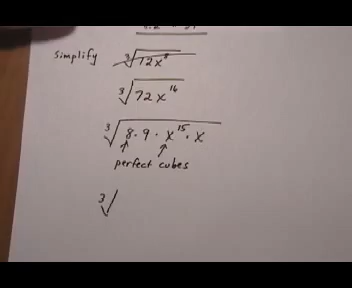 Simplify ∛72x⁸
∛72x¹⁶
∛8·9·x¹⁵·x
perfect cubes
∛